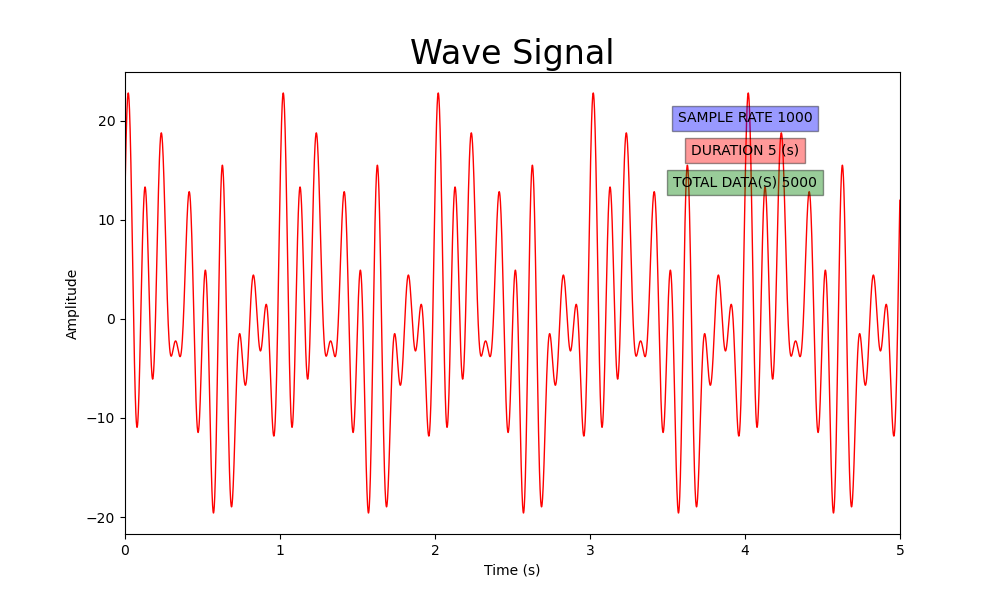 Wave Signal
SAMPLE RATE 1000
DURATION 5 (s)
TOTAL DATA(S) 5000
Amplitude
20
10
0
−10
−20
0 1 2 3 4 5
Time (s)